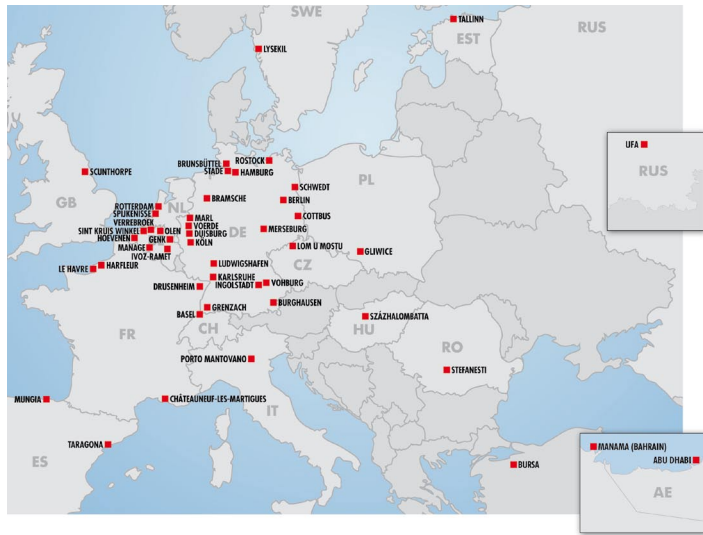 SWE
TALLINN
EST
RUS
LYSEKIL
UFA
RUS
ROSTOCK
BRUNSBÜTTEL
STADE
HAMBURG
SCUNTHORPE
PL
SCHWEDT
BRAMSCHE
BERLIN
GB
ROTTERDAM
NL
SPIJKENISSE
COTTBUS
MARL
VERREBROEK
VOERDE
MERSEBURG
SINT KRUIS WINKEL
OLEN
DUISBURG
DE
HOEVENEN
GENK
KÖLN
MANAGE
LOM U MOSTU
GLIWICE
IVOZ-RAMET
CZ
LE HAVRE
HARFLEUR
LUDWIGSHAFEN
KARLSRUHE
DRUSENHEIM
INGOLSTADT
VOHBURG
BURGHAUSEN
GRENZACH
BASEL
SZÁZHALOMBATTA
FR
CH
HU
RO
PORTO MANTOVANO
STEFANESTI
MUNGIA
CHÂTEAUNEUF-LES-MARTIGUES
IT
TARAGONA
MANAMA (BAHRAIN)
ES
BURSA
ABU DHABI
AE